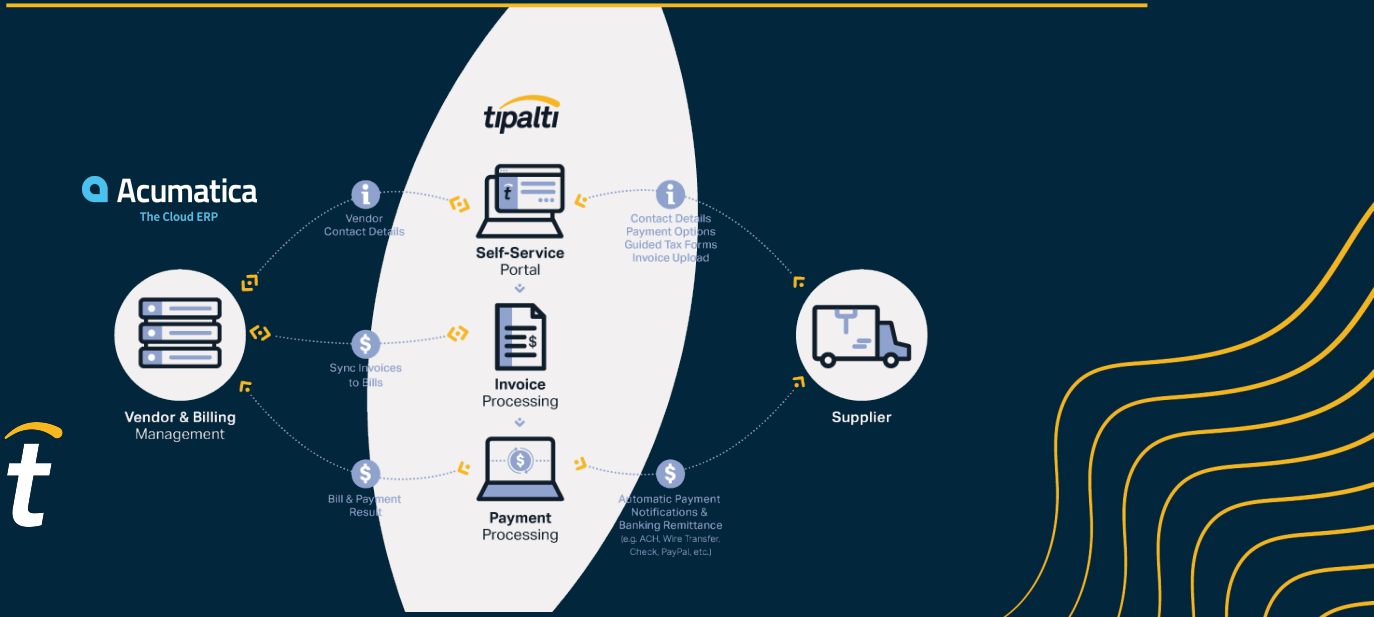 tipalti
Acumatica
The Cloud ERP
Vendor
Contact Details
Contact Details
Payment Options
Guided Tax Forms
Invoice Upload
t
Self-Service
Portal
Sync Invoices
to Bills
$
$
Invoice
Processing
Vendor & Billing
Management
Supplier
t
$
$
$
Bill & Payment
Result
Payment
Processing
Automatic Payment
Notifications &
Banking Remittance
(e.g. ACH, Wire Transfer.
Check, PayPal, etc.)